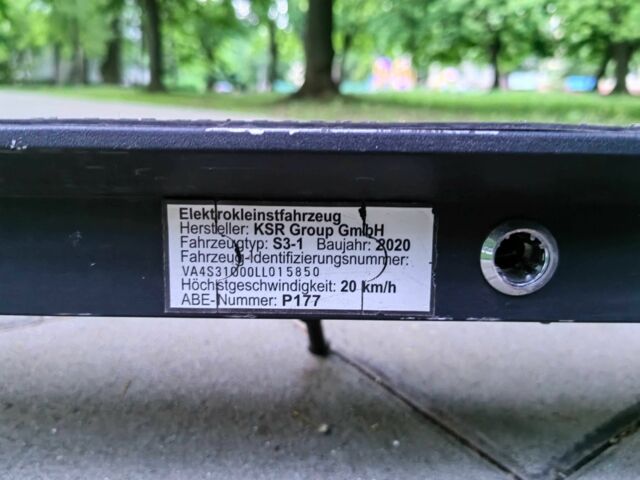 Elektrokleinstfahrzeug
Hersteller: KSR Group GmbH
Fahrzeugtyp: S3-1 Baujahr: 2020
Fahrzeug-Identifizierungsnummer:
VA4S31000LL015850
Höchstgeschwindigkeit: 20 km/h
ABE-Nummer: P177